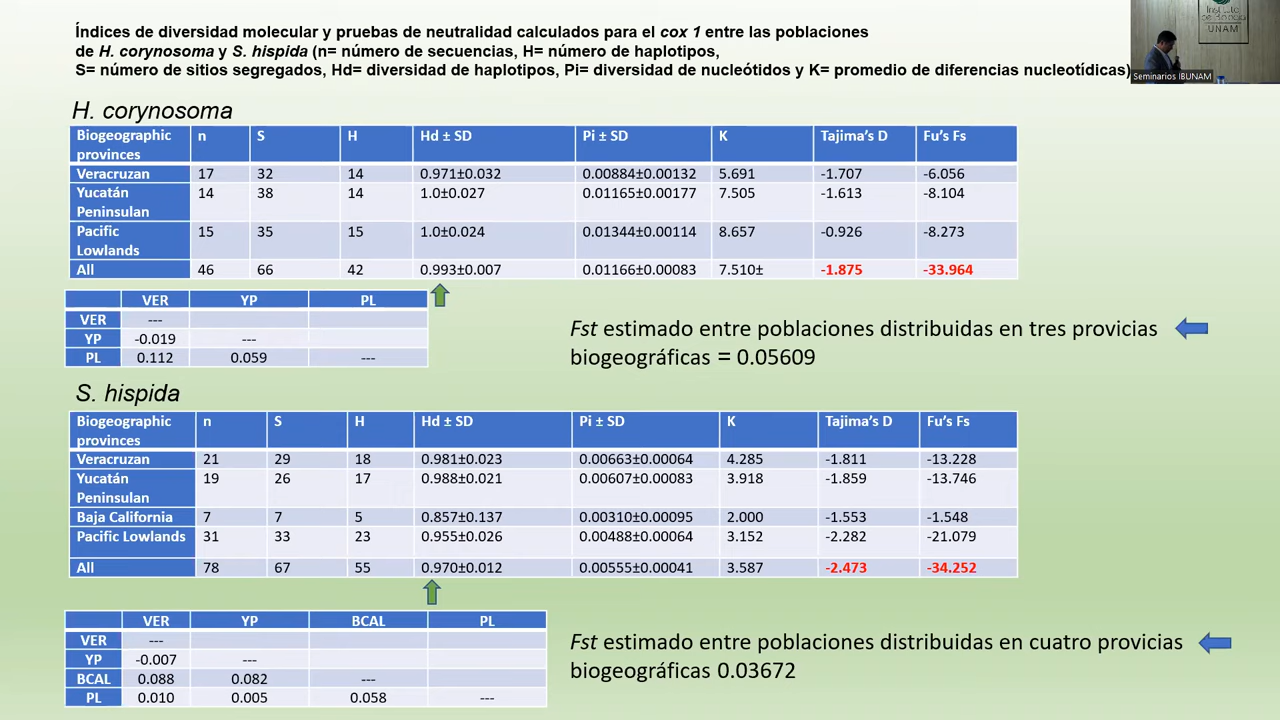 Índices de diversidad molecular y pruebas de neutralidad calculados para el cox 1 entre las poblaciones
de H. corynosoma y S. hispida (n= número de secuencias, H= número de haplotipos,
S= número de sitios segregados, Hd= diversidad de haplotipos, Pi= diversidad de nucleótidos y K= promedio de diferencias nucleotídicas)
Instituto
de Biología
UNAM
Seminarios IBUNAM
H. corynosoma
Biogeographic provinces n S H Hd ± SD Pi ± SD K Tajima's D Fu's Fs
Veracruzan 17 32 14 0.971±0.032 0.00884±0.00132 5.691 -1.707 -6.056
Yucatán Peninsulan 14 38 14 1.0±0.027 0.01165±0.00177 7.505 -1.613 -8.104
Pacific Lowlands 15 35 15 1.0±0.024 0.01344±0.00114 8.657 -0.926 -8.273
All 46 66 42 0.993±0.007 0.01166±0.00083 7.510± -1.875 -33.964
VER YP PL
VER ---
YP -0.019 ---
PL 0.112 0.059 ---
Fst estimado entre poblaciones distribuidas en tres provicias
biogeográficas = 0.05609
S. hispida
Biogeographic provinces n S H Hd ± SD Pi ± SD K Tajima's D Fu's Fs
Veracruzan 21 29 18 0.981±0.023 0.00663±0.00064 4.285 -1.811 -13.228
Yucatán Peninsulan 19 26 17 0.988±0.021 0.00607±0.00083 3.918 -1.859 -13.746
Baja California 7 7 5 0.857±0.137 0.00310±0.00095 2.000 -1.553 -1.548
Pacific Lowlands 31 33 23 0.955±0.026 0.00488±0.00064 3.152 -2.282 -21.079
All 78 67 55 0.970±0.012 0.00555±0.00041 3.587 -2.473 -34.252
VER YP BCAL PL
VER ---
YP -0.007 ---
BCAL 0.088 0.082 ---
PL 0.010 0.005 0.058 ---
Fst estimado entre poblaciones distribuidas en cuatro provicias
biogeográficas 0.03672